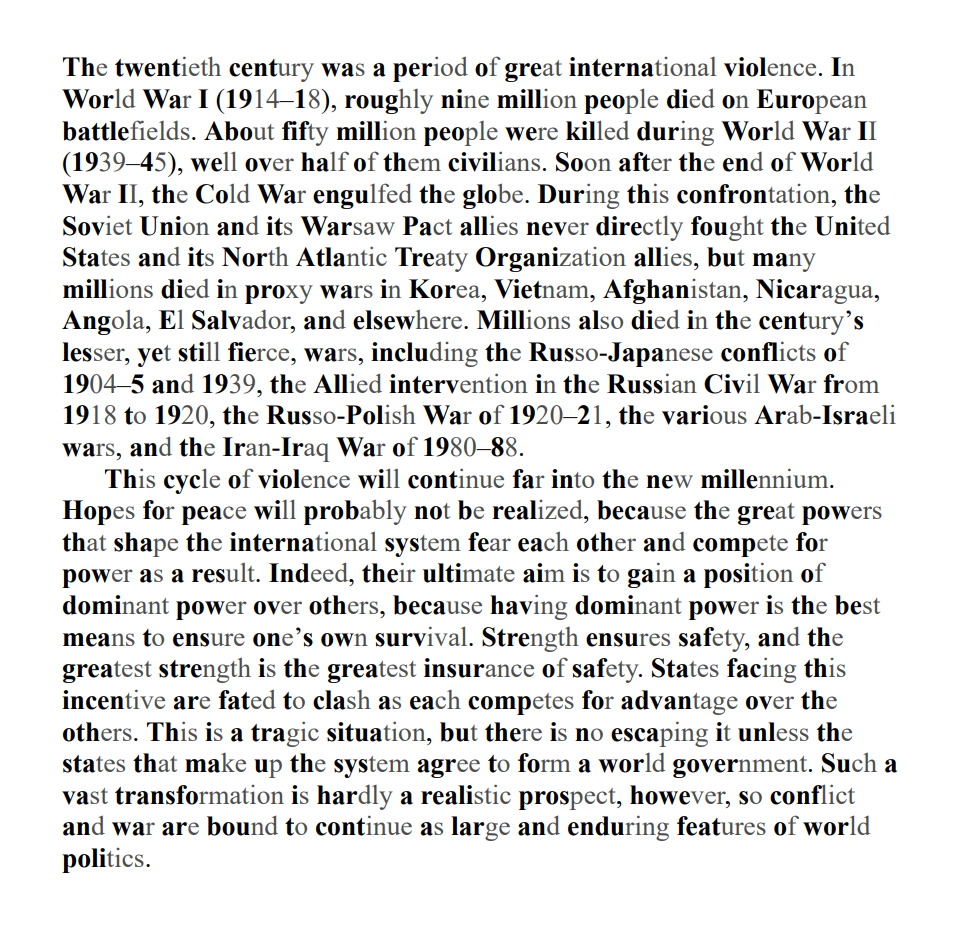 The twentieth century was a period of great international violence. In
World War I (1914–18), roughly nine million people died on European
battlefields. About fifty million people were killed during World War II
(1939–45), well over half of them civilians. Soon after the end of World
War II, the Cold War engulfed the globe. During this confrontation, the
Soviet Union and its Warsaw Pact allies never directly fought the United
States and its North Atlantic Treaty Organization allies, but many
millions died in proxy wars in Korea, Vietnam, Afghanistan, Nicaragua,
Angola, El Salvador, and elsewhere. Millions also died in the century’s
lesser, yet still fierce, wars, including the Russo-Japanese conflicts of
1904–5 and 1939, the Allied intervention in the Russian Civil War from
1918 to 1920, the Russo-Polish War of 1920–21, the various Arab-Israeli
wars, and the Iran-Iraq War of 1980–88.
This cycle of violence will continue far into the new millennium.
Hopes for peace will probably not be realized, because the great powers
that shape the international system fear each other and compete for
power as a result. Indeed, their ultimate aim is to gain a position of
dominant power over others, because having dominant power is the best
means to ensure one’s own survival. Strength ensures safety, and the
greatest strength is the greatest insurance of safety. States facing this
incentive are fated to clash as each competes for advantage over the
others. This is a tragic situation, but there is no escaping it unless the
states that make up the system agree to form a world government. Such a
vast transformation is hardly a realistic prospect, however, so conflict
and war are bound to continue as large and enduring features of world
politics.